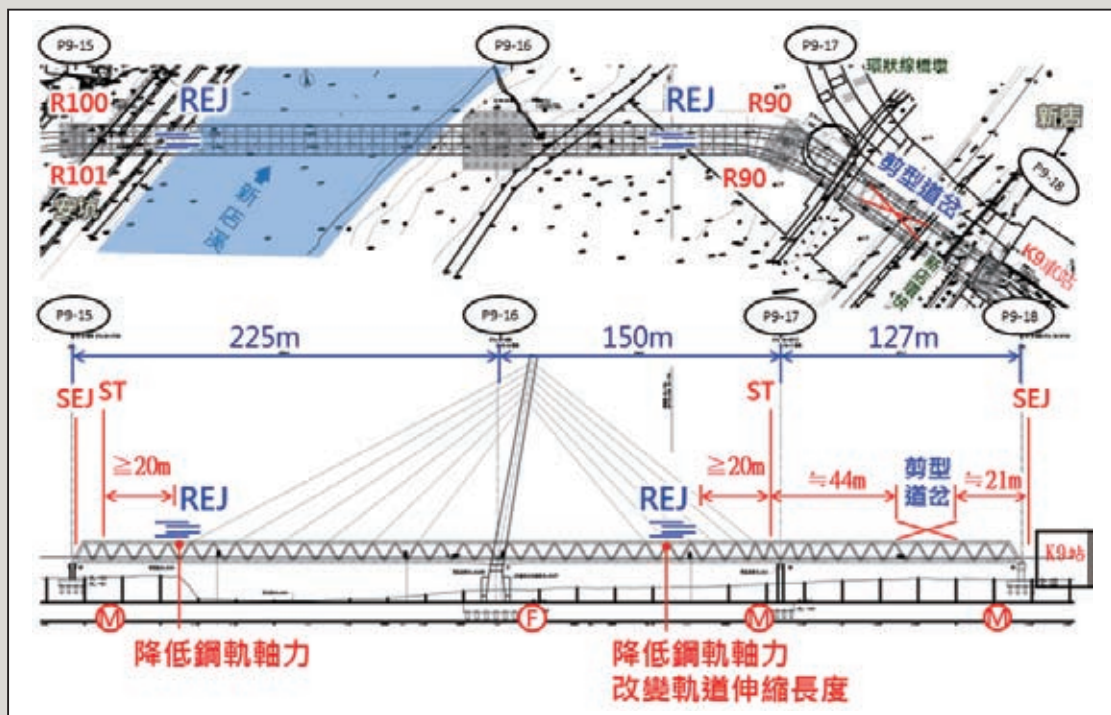 P9-15
P9-16
P9-17
環狀線橋墩
R100
REJ
REJ
R90
新店
R101
R90
剪型道岔
P9-18
安坑
新店溪
K9車站
P9-15
P9-16
P9-17
P9-18
225m
150m
127m
SEJ
ST
ST
SEJ
≧20m
REJ
REJ
≧20m
≒44m
剪型
道岔
≒21m
K9站
M
F
M
M
降低鋼軌軸力
降低鋼軌軸力
改變軌道伸縮長度